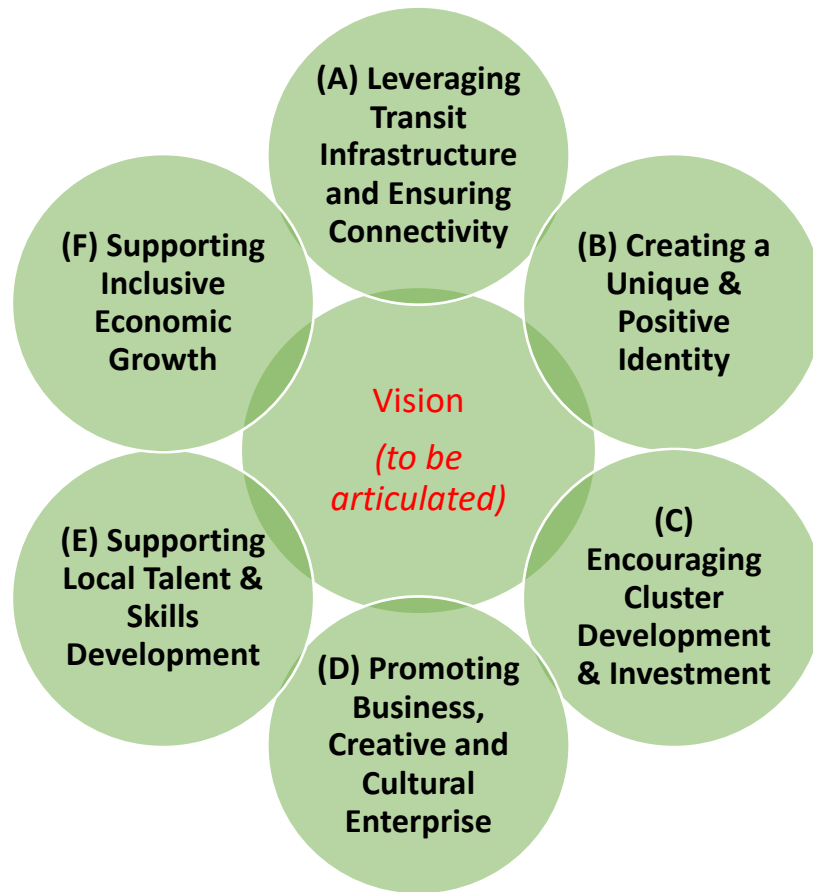 (A) Leveraging
Transit
Infrastructure
and Ensuring
Connectivity
(B) Creating a
Unique &
Positive
Identity
(C)
Encouraging
Cluster
Development
& Investment
(D) Promoting
Business,
Creative and
Cultural
Enterprise
(E) Supporting
Local Talent &
Skills
Development
(F) Supporting
Inclusive
Economic
Growth
Vision
(to be
articulated)